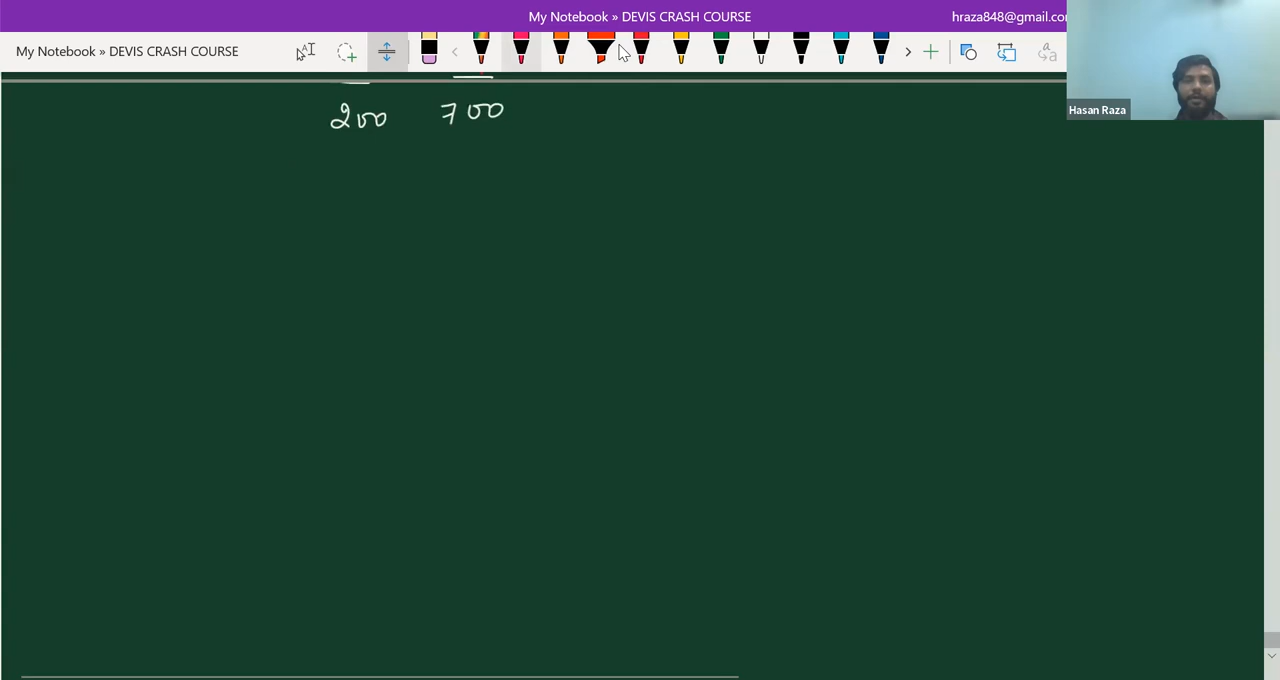 My Notebook » DEVIS CRASH COURSE
hraza848@gmail.co
My Notebook » DEVIS CRASH COURSE
Hasan Raza
200 700